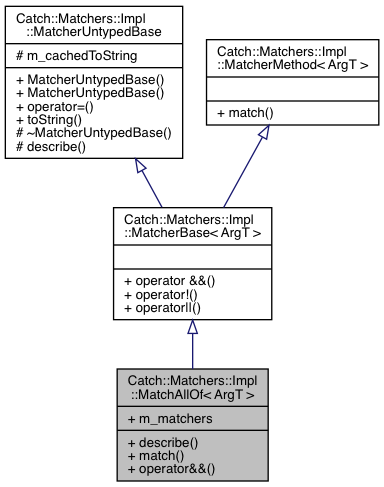 Catch::Matchers::Impl
::MatcherUntypedBase
# m_cachedToString
+ MatcherUntypedBase()
+ MatcherUntypedBase()
+ operator=()
+ toString()
# ~MatcherUntypedBase()
# describe()
Catch::Matchers::Impl
::MatcherMethod< ArgT >
+ match()
Catch::Matchers::Impl
::MatcherBase< ArgT >
+ operator &&()
+ operator!()
+ operator||()
Catch::Matchers::Impl
::MatchAllOf< ArgT >
+ m_matchers
+ describe()
+ match()
+ operator&&()